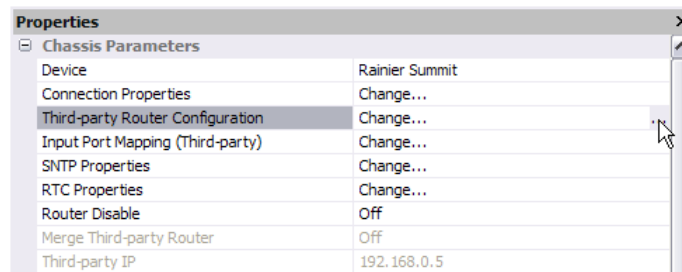 Properties
Chassis Parameters
Device Rainier Summit
Connection Properties Change...
Third-party Router Configuration Change... ...
Input Port Mapping (Third-party) Change...
SNTP Properties Change...
RTC Properties Change...
Router Disable Off
Merge Third-party Router Off
Third-party IP 192.168.0.5